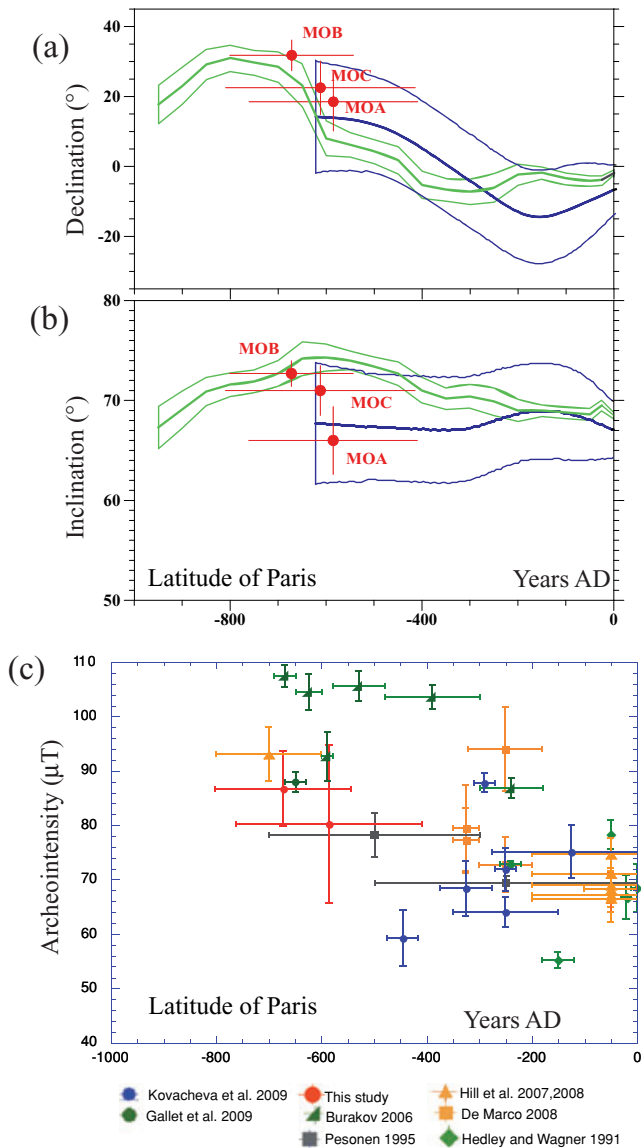 (a)
45
20
0
-20
Declination (°)
MOB
MOC
MOA
(b)
80
70
60
50
Inclination (°)
MOB
MOC
MOA
Latitude of Paris
Years AD
-800
-600
-400
-200
0
(c)
110
100
90
80
70
60
50
40
Archeointensity (µT)
Latitude of Paris
Years AD
-1000
-800
-600
-400
-200
0
Kovacheva et al. 2009
This study
Hill et al. 2007,2008
Gallet et al. 2009
Burakov 2006
De Marco 2008
Pesonen 1995
Hedley and Wagner 1991